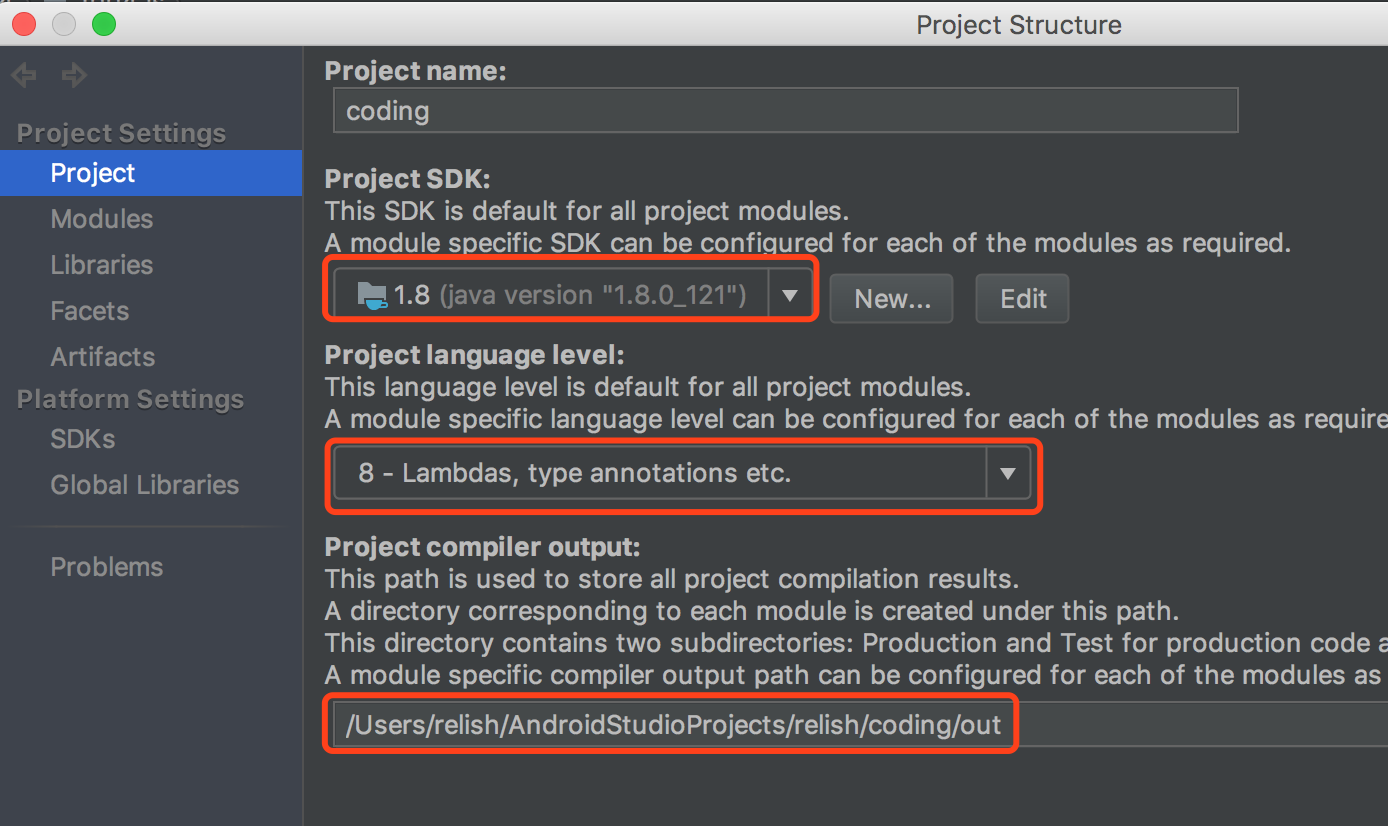 Project Structure
Project Settings
Project
Modules
Libraries
Facets
Artifacts
Platform Settings
SDKs
Global Libraries
Problems
Project name:
coding
Project SDK:
This SDK is default for all project modules.
A module specific SDK can be configured for each of the modules as required.
1.8 (java version "1.8.0_121")
New...
Edit
Project language level:
This language level is default for all project modules.
A module specific language level can be configured for each of the modules as require
8 - Lambdas, type annotations etc.
Project compiler output:
This path is used to store all project compilation results.
A directory corresponding to each module is created under this path.
This directory contains two subdirectories: Production and Test for production code a
A module specific compiler output path can be configured for each of the modules as
/Users/relish/AndroidStudioProjects/relish/coding/out